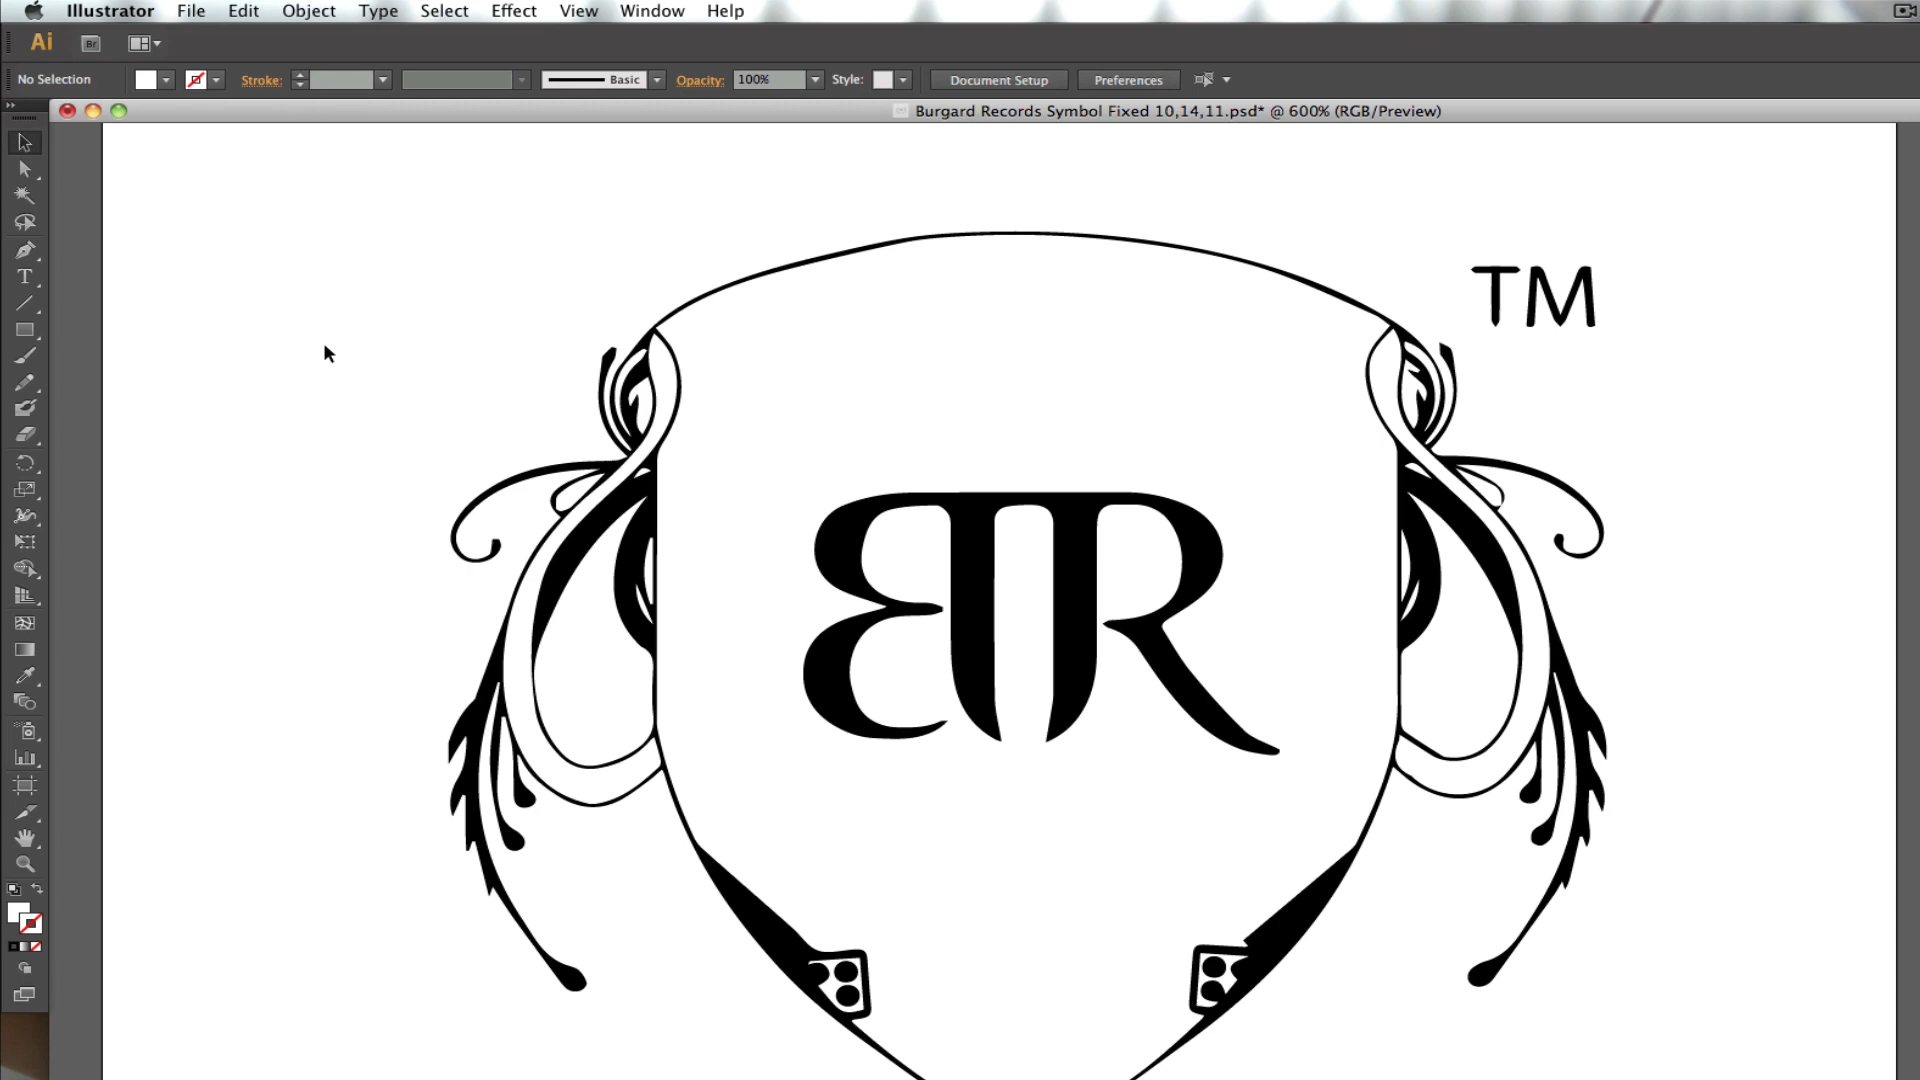 Illustrator File Edit Object Type Select Effect View Window Help
Ai Br
No Selection Stroke: Basic Opacity: 100% Style: Document Setup Preferences
Burgard Records Symbol Fixed 10,14,11.psd* @ 600% (RGB/Preview)
T
TM
BR